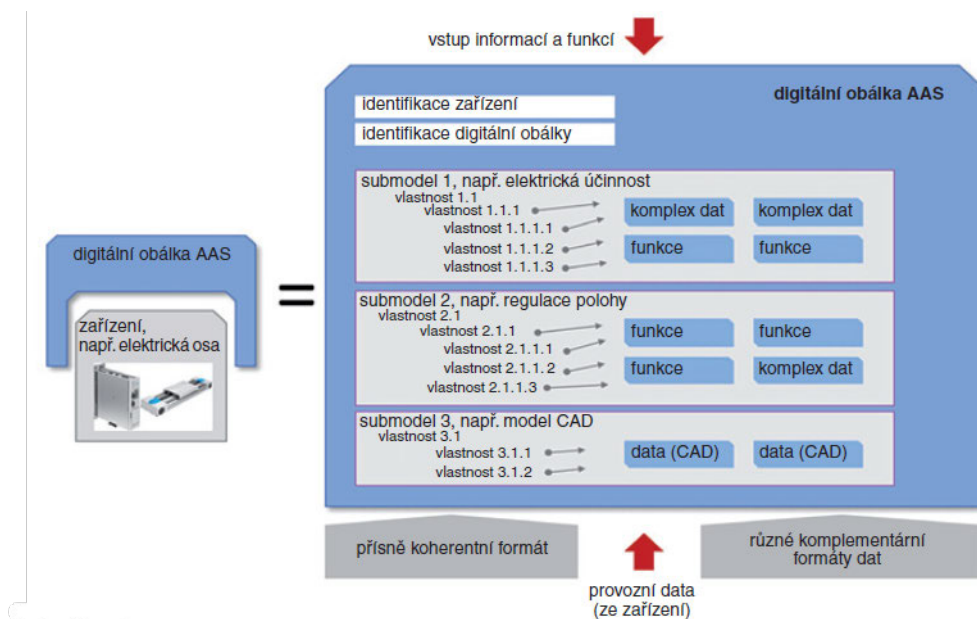 vstup informací a funkcí
digitální obálka AAS
identifikace zařízení
identifikace digitální obálky
submodel 1, např. elektrická účinnost
vlastnost 1.1
vlastnost 1.1.1
vlastnost 1.1.1.1
vlastnost 1.1.1.2
vlastnost 1.1.1.3
komplex dat
komplex dat
funkce
funkce
digitální obálka AAS
zařízení,
např. elektrická osa
=
submodel 2, např. regulace polohy
vlastnost 2.1
vlastnost 2.1.1
vlastnost 2.1.1.1
vlastnost 2.1.1.2
vlastnost 2.1.1.3
funkce
funkce
funkce
komplex dat
submodel 3, např. model CAD
vlastnost 3.1
vlastnost 3.1.1
vlastnost 3.1.2
data (CAD)
data (CAD)
přísně koherentní formát
různé komplementární
formáty dat
provozní data
(ze zařízení)